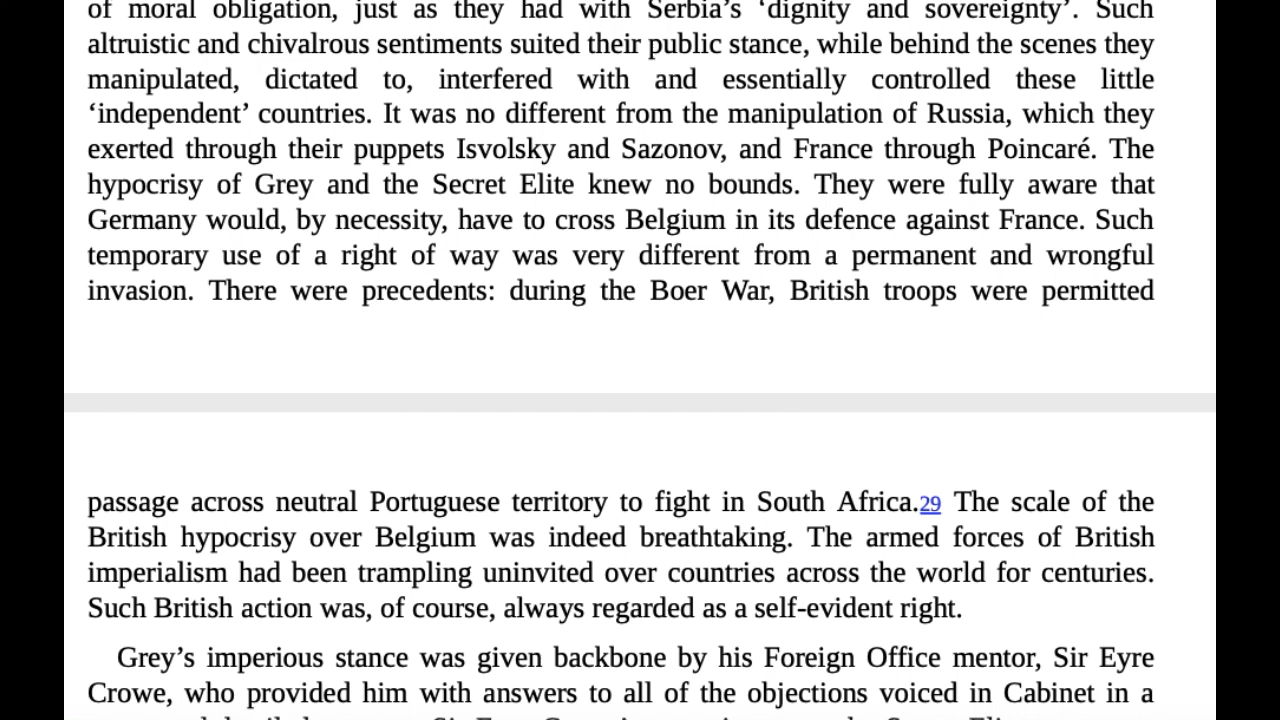 of moral obligation, just as they had with Serbia’s ‘dignity and sovereignty’. Such
altruistic and chivalrous sentiments suited their public stance, while behind the scenes they
manipulated, dictated to, interfered with and essentially controlled these little
‘independent’ countries. It was no different from the manipulation of Russia, which they
exerted through their puppets Isvolsky and Sazonov, and France through Poincaré. The
hypocrisy of Grey and the Secret Elite knew no bounds. They were fully aware that
Germany would, by necessity, have to cross Belgium in its defence against France. Such
temporary use of a right of way was very different from a permanent and wrongful
invasion. There were precedents: during the Boer War, British troops were permitted
passage across neutral Portuguese territory to fight in South Africa.29 The scale of the
British hypocrisy over Belgium was indeed breathtaking. The armed forces of British
imperialism had been trampling uninvited over countries across the world for centuries.
Such British action was, of course, always regarded as a self-evident right.
Grey’s imperious stance was given backbone by his Foreign Office mentor, Sir Eyre
Crowe, who provided him with answers to all of the objections voiced in Cabinet in a